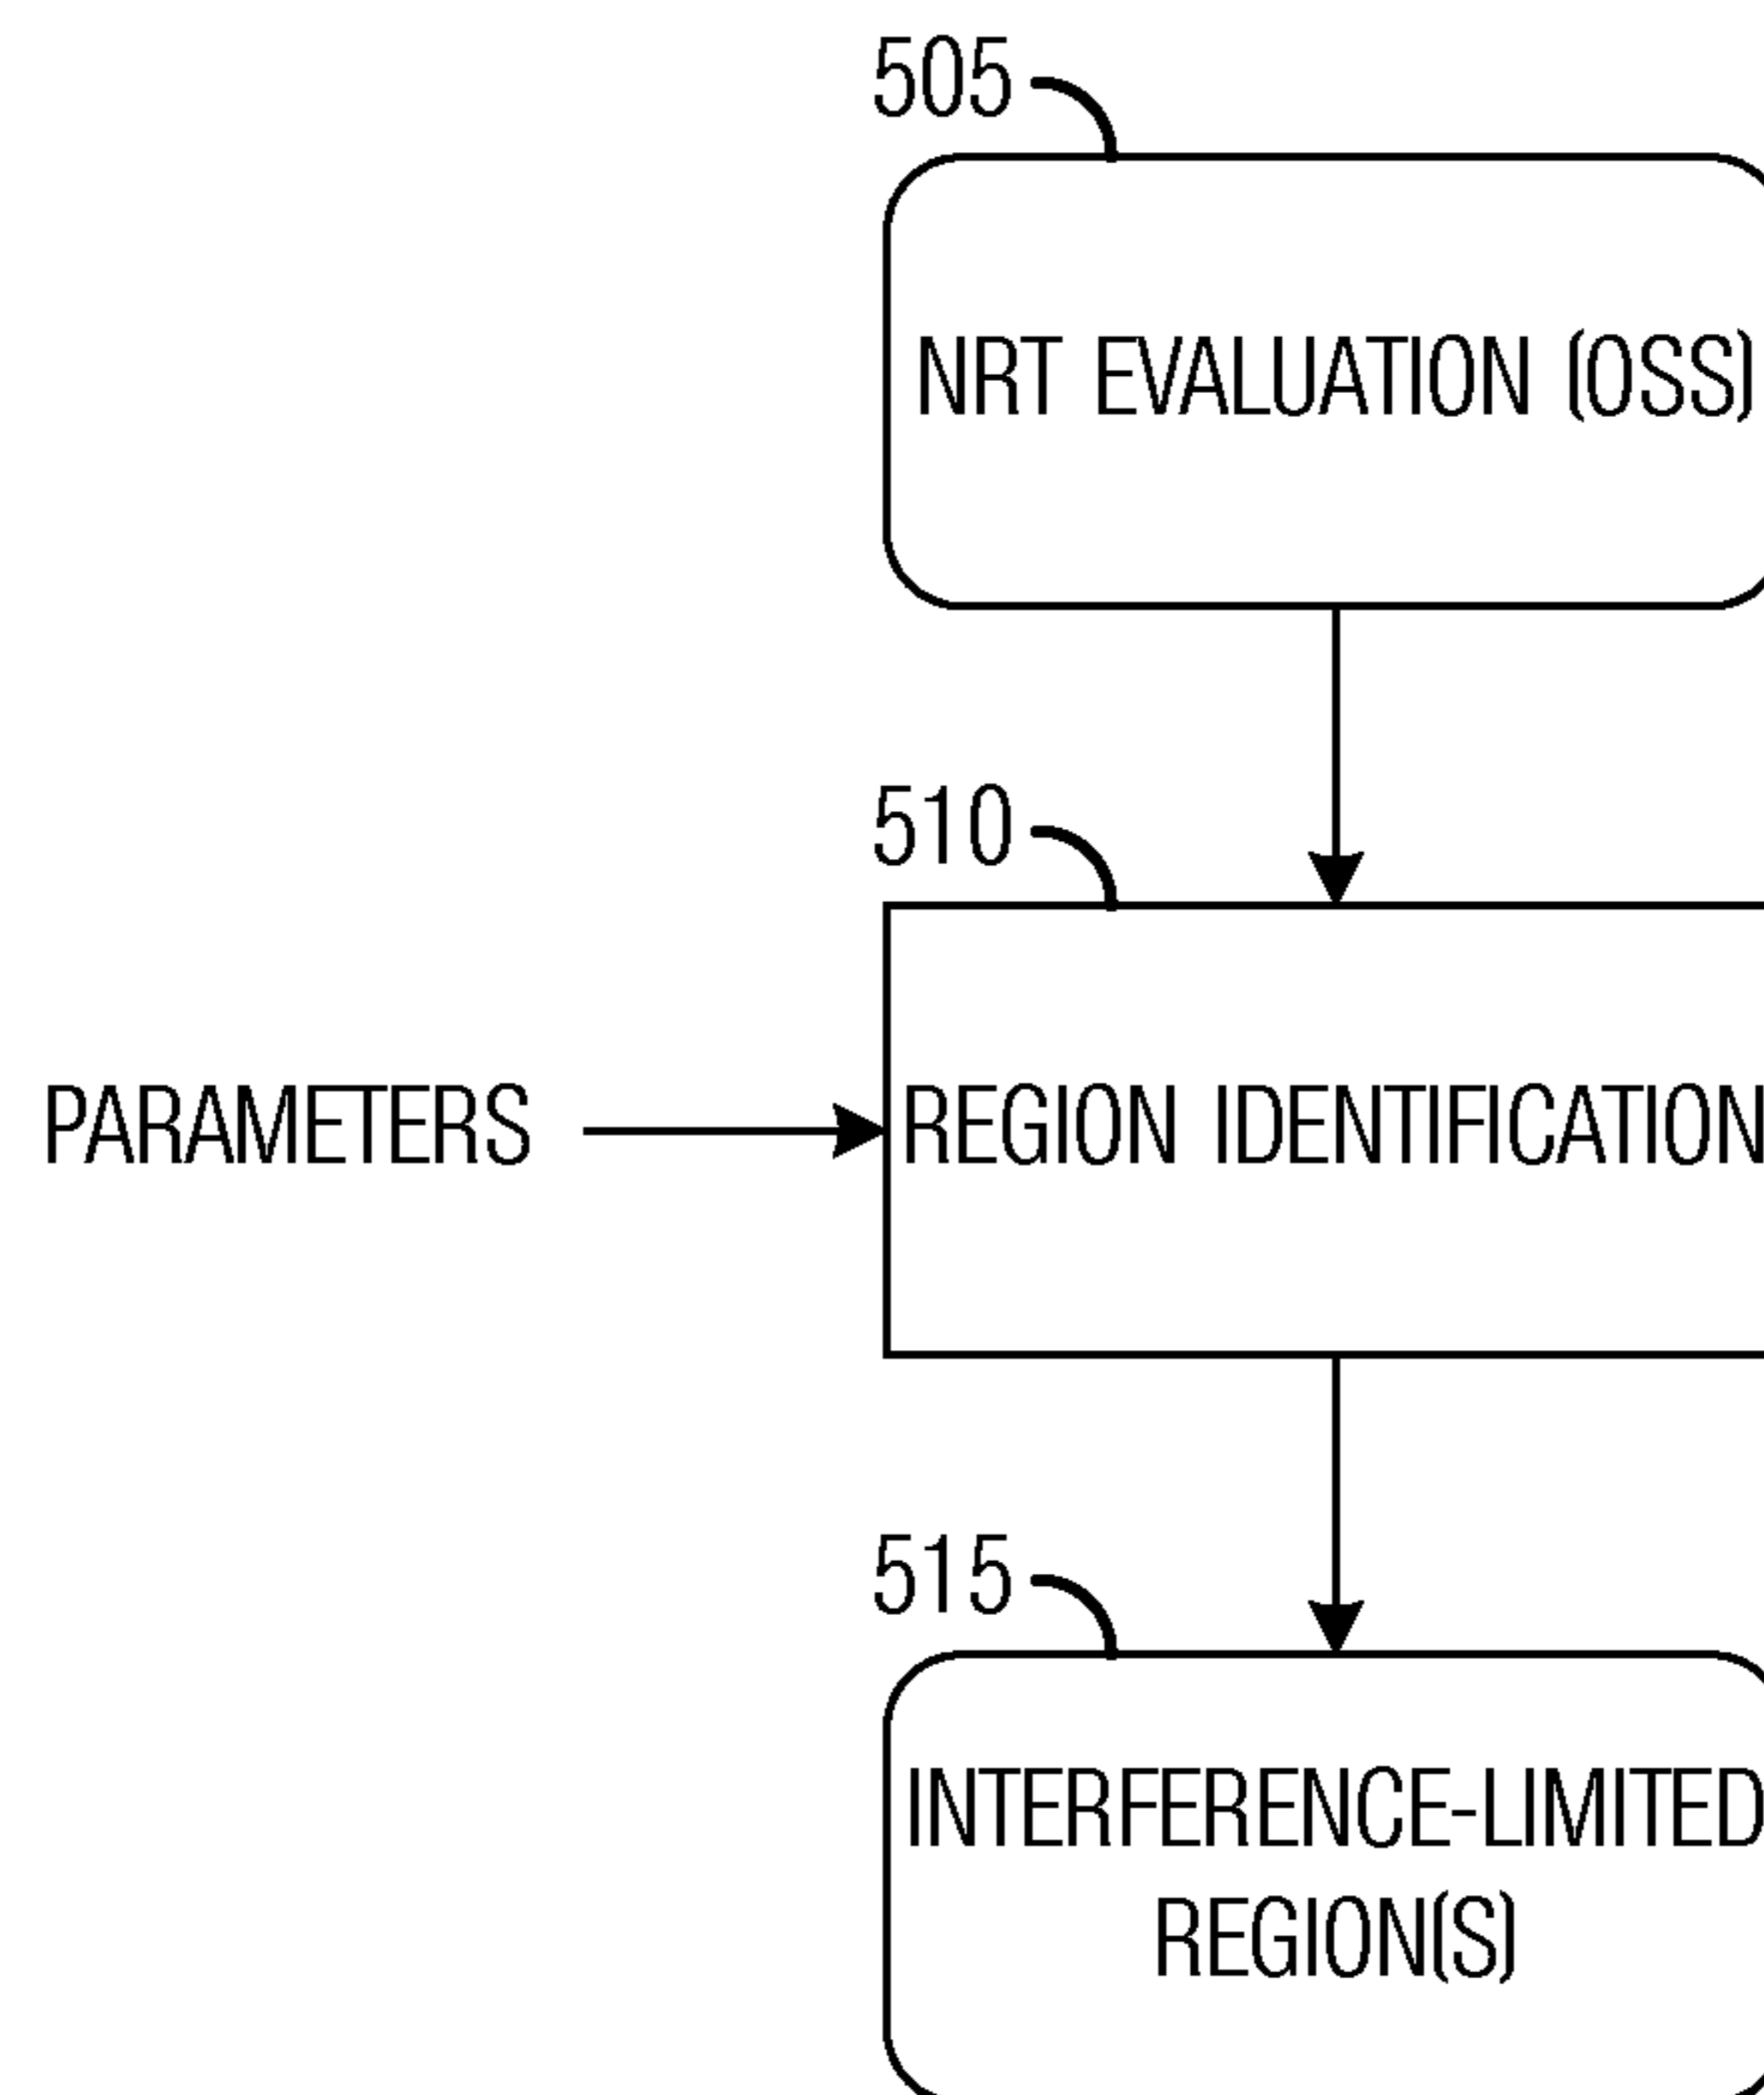 505
NRT EVALUATION (OSS)
510
PARAMETERS
REGION IDENTIFICATION
515
INTERFERENCE-LIMITED
REGION(S)